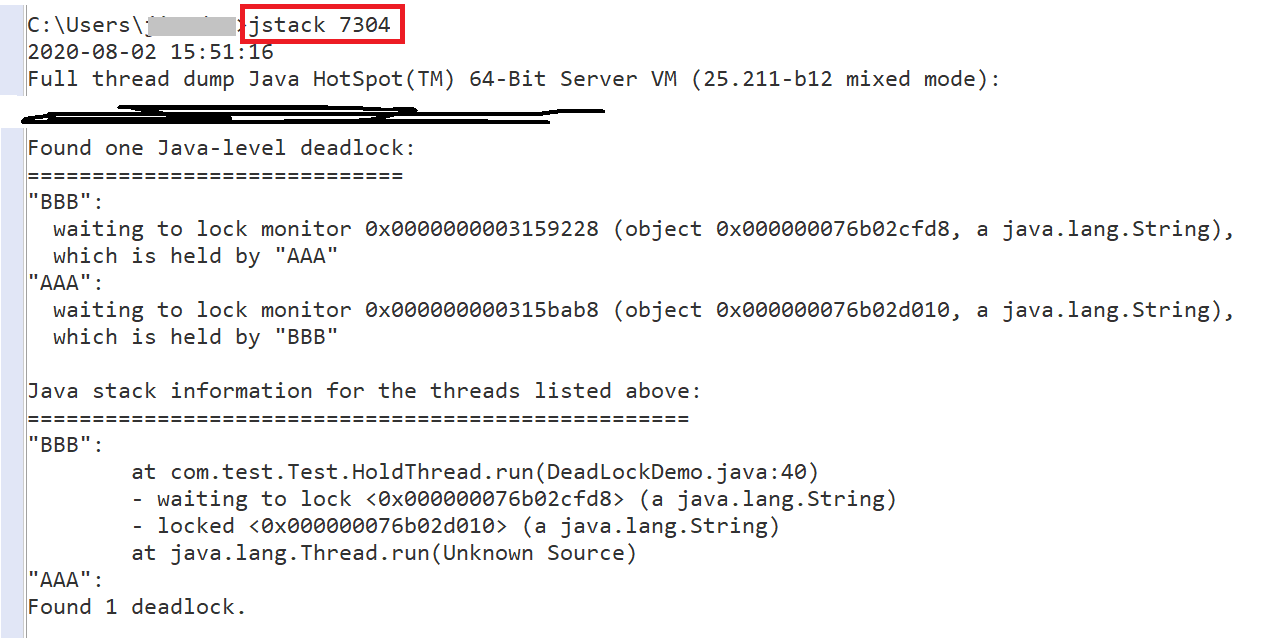 C:\Users\ >jstack 7304
2020-08-02 15:51:16
Full thread dump Java HotSpot(TM) 64-Bit Server VM (25.211-b12 mixed mode):
Found one Java-level deadlock:
=============================
"BBB":
  waiting to lock monitor 0x0000000003159228 (object 0x000000076b02cfd8, a java.lang.String),
  which is held by "AAA"
"AAA":
  waiting to lock monitor 0x000000000315bab8 (object 0x000000076b02d010, a java.lang.String),
  which is held by "BBB"
Java stack information for the threads listed above:
===================================================
"BBB":
        at com.test.Test.HoldThread.run(DeadLockDemo.java:40)
        - waiting to lock <0x000000076b02cfd8> (a java.lang.String)
        - locked <0x000000076b02d010> (a java.lang.String)
        at java.lang.Thread.run(Unknown Source)
"AAA":
Found 1 deadlock.